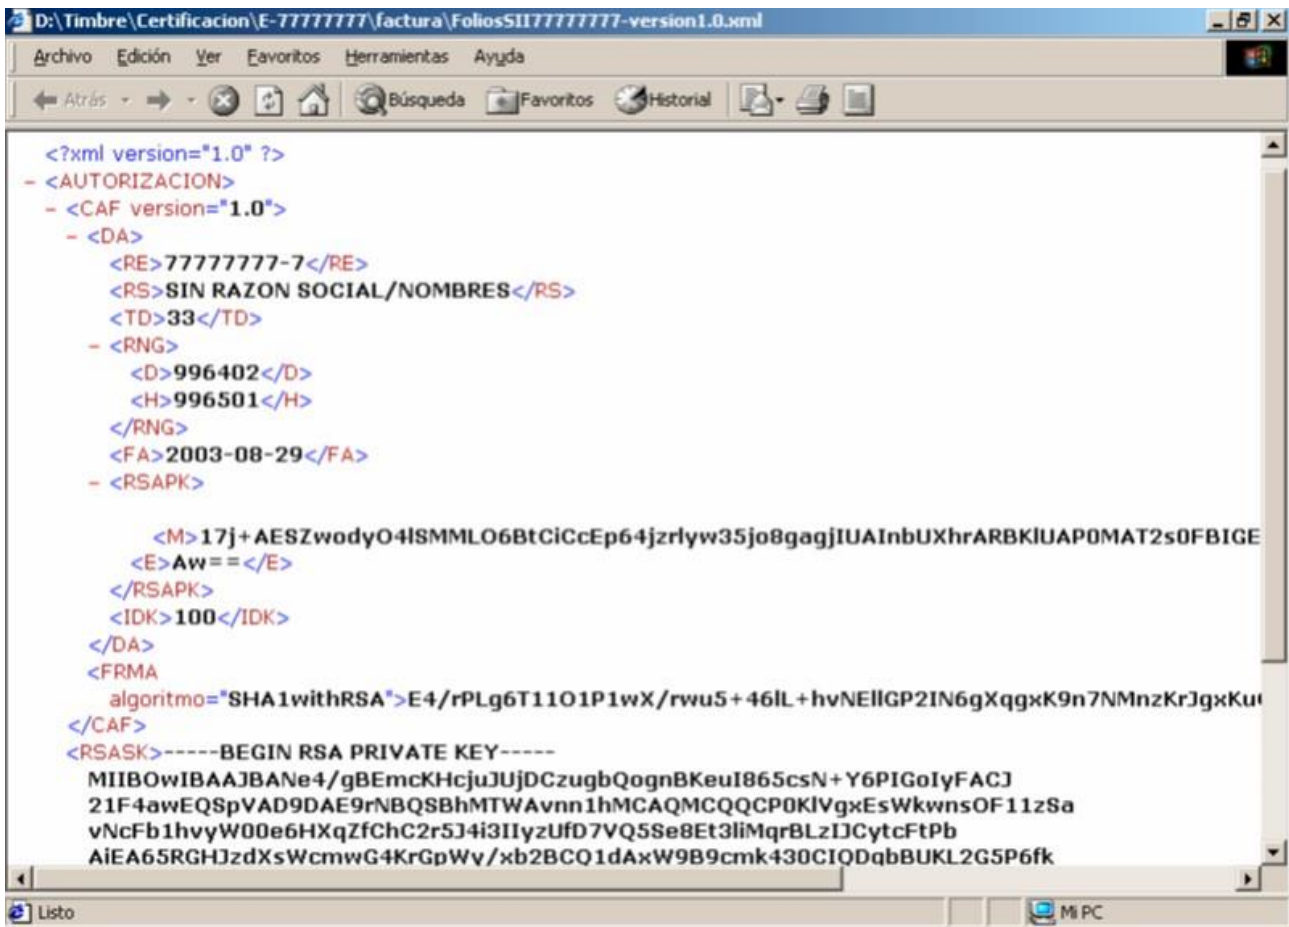 D:\Timbre\Certificacion\E-77777777\factura\FoliosSII77777777-version1.0.xml
Archivo Edición Ver Favoritos Herramientas Ayuda
Atrás Búsqueda Favoritos Historial
<?xml version="1.0" ?>
- <AUTORIZACION>
- <CAF version="1.0">
- <DA>
<RE>77777777-7</RE>
<RS>SIN RAZON SOCIAL/NOMBRES</RS>
<TD>33</TD>
- <RNG>
<D>996402</D>
<H>996501</H>
</RNG>
<FA>2003-08-29</FA>
- <RSAPK>
<M>17j+AESZwodyO4lSMMLO6BtCiCcEp64jzrlyw35jo8gagjIUAInbUXhrARBKlUAP0MAT2s0FBIGE
<E>Aw==</E>
</RSAPK>
<IDK>100</IDK>
</DA>
<FRMA
algoritmo="SHA1withRSA">E4/rPLg6T11O1P1wX/rwu5+46lL+hvNEllGP2IN6gXqgxK9n7NMnzKrJgxKu
</CAF>
<RSASK>-----BEGIN RSA PRIVATE KEY-----
MIIBOwIBAAJBANe4/gBEmcKHcjuJUjDCzugbQognBKeuI865csN+Y6PIGoIyFACJ
21F4awEQSpVAD9DAE9rNBQSBhMTWAvnn1hMCAQMCQQCP0KlVgxEsWkwnsOF11zSa
vNcFb1hvyW00e6HXqZfChC2r5J4i3IIyzUfD7VQ5Se8Et3liMqrBLzIJCytcFtPb
AiEA65RGHJzdXsWcmwG4KrGpWv/xb2BCQ1dAxW9B9cmk430CIQDqbBUKL2G5P6fk
Listo Mi PC